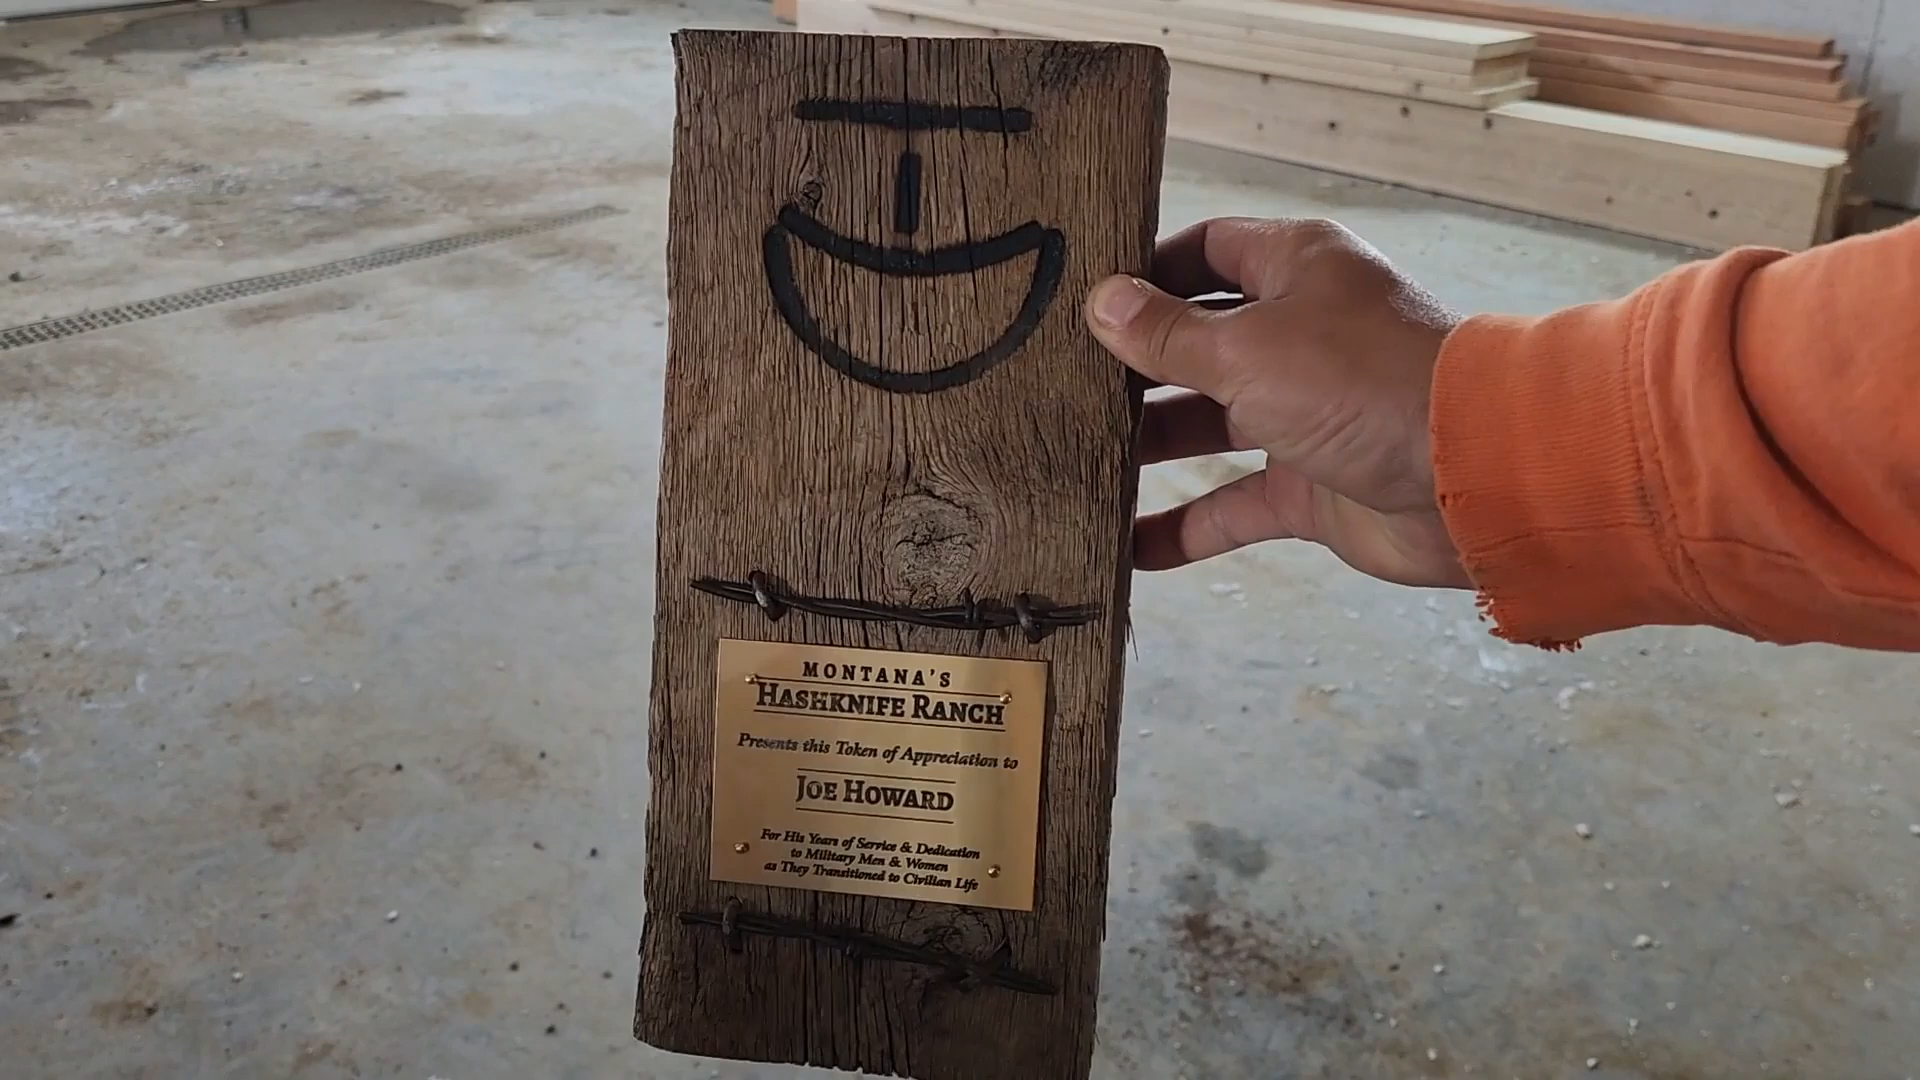 MONTANA'S
HASHKNIFE RANCH
Presents this Token of Appreciation to
JOE HOWARD
For His Years of Service & Dedication
to Military Men & Women
as They Transitioned to Civilian Life